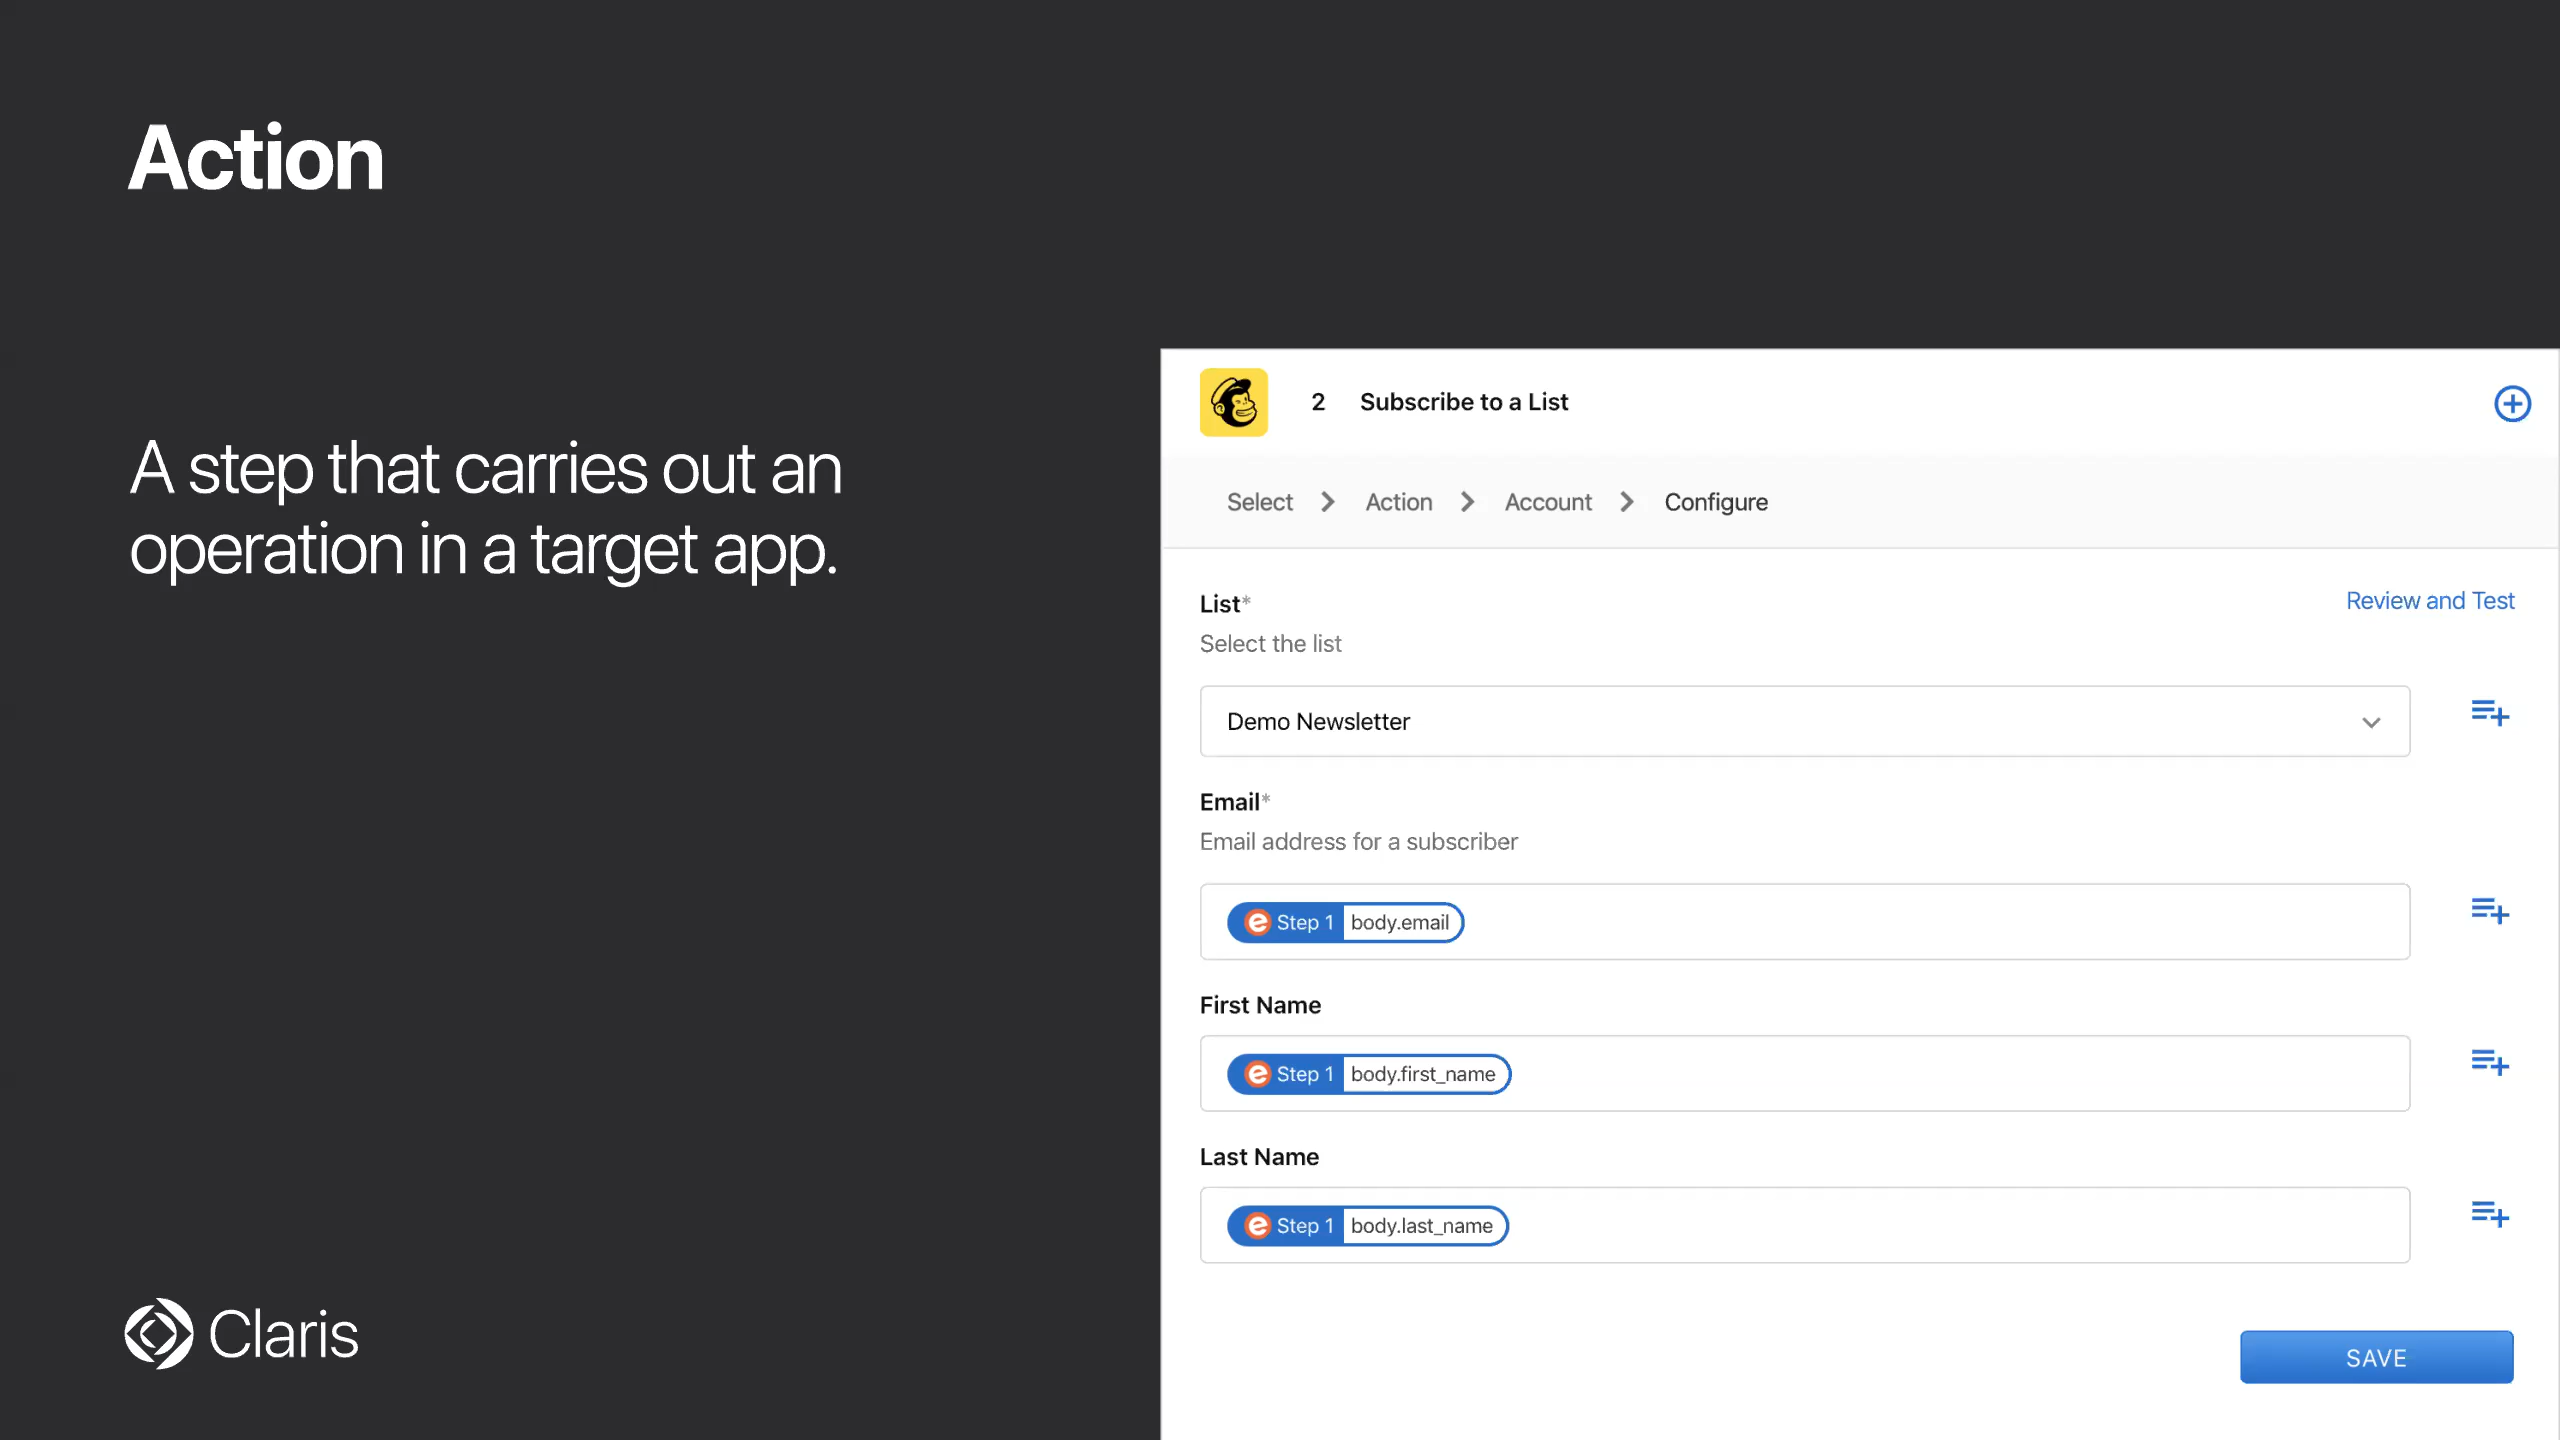 Action
A step that carries out an
operation in a target app.
Claris
2 Subscribe to a List
Select > Action > Account > Configure
List*
Review and Test
Select the list
Demo Newsletter
Email*
Email address for a subscriber
e Step 1 body.email
First Name
e Step 1 body.first_name
Last Name
e Step 1 body.last_name
SAVE